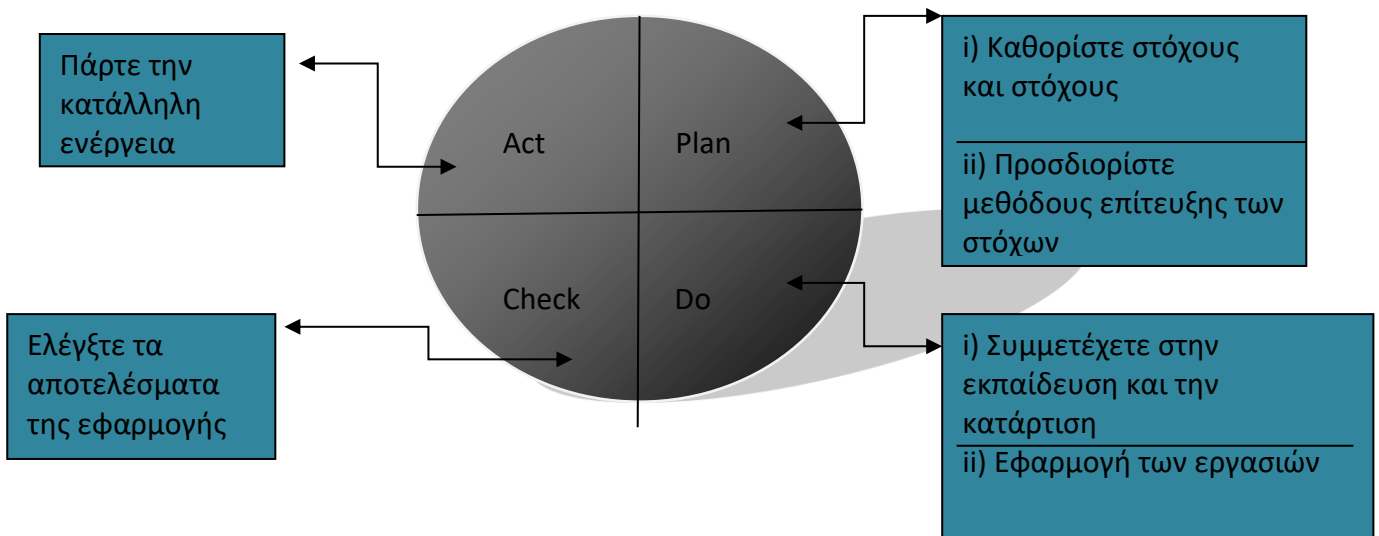 Πάρτε την
κατάλληλη
ενέργεια
Act
Plan
i) Καθορίστε στόχους
και στόχους
ii) Προσδιορίστε
μεθόδους επίτευξης των
στόχων
Ελέγξτε τα
αποτελέσματα
της εφαρμογής
Check
Do
i) Συμμετέχετε στην
εκπαίδευση και την
κατάρτιση
ii) Εφαρμογή των εργασιών